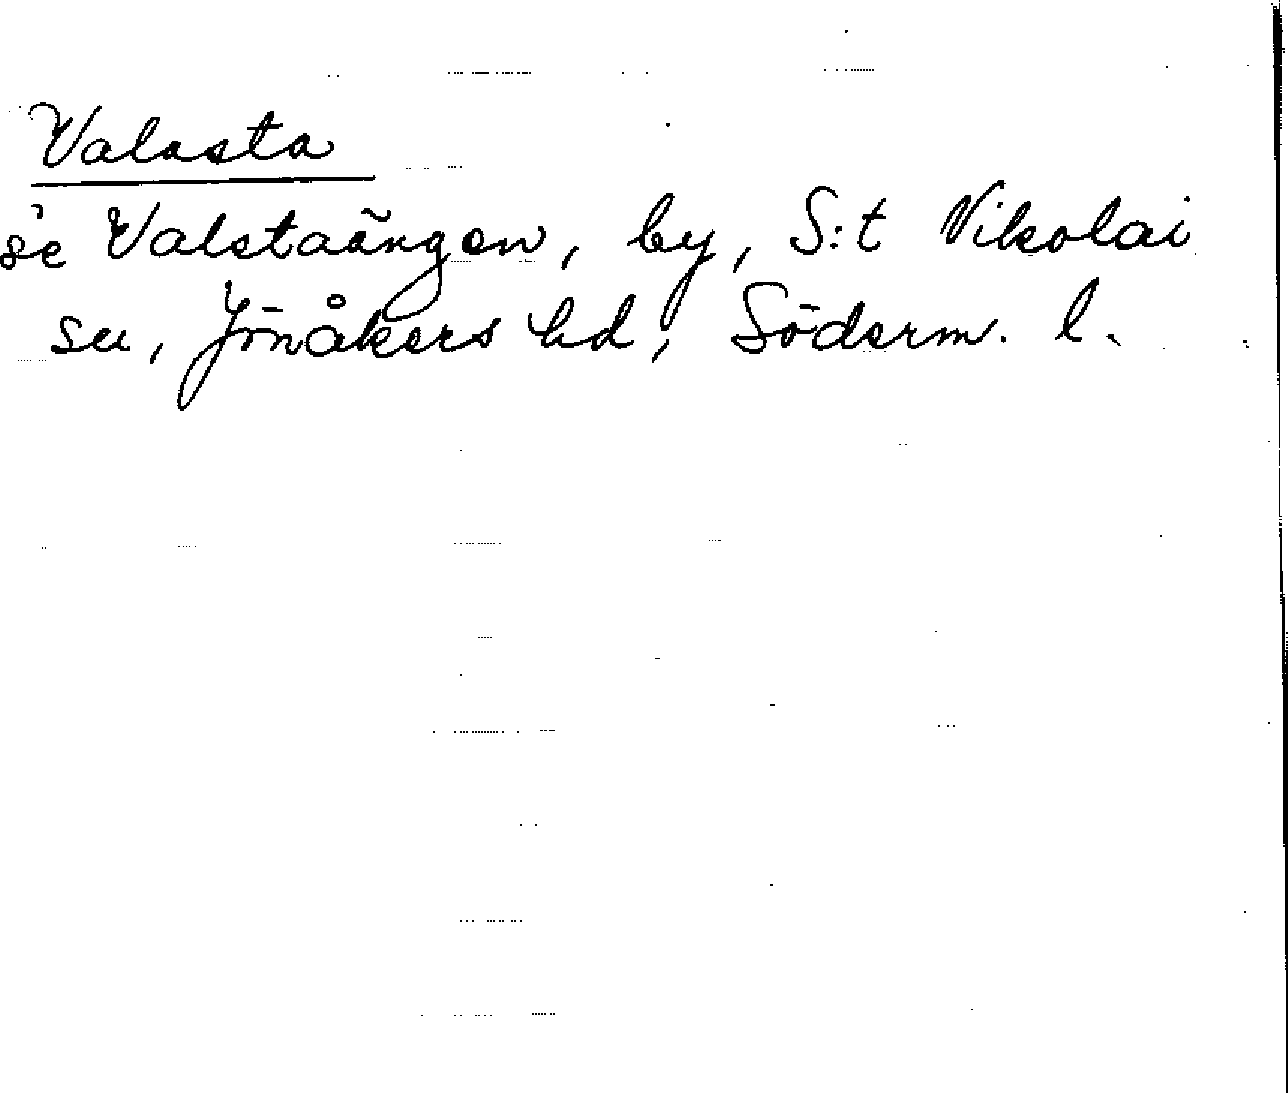 Valasta
se Valstaängen, by, S:t Nikolai
sn, Jönåkers hd, Söderm. l.